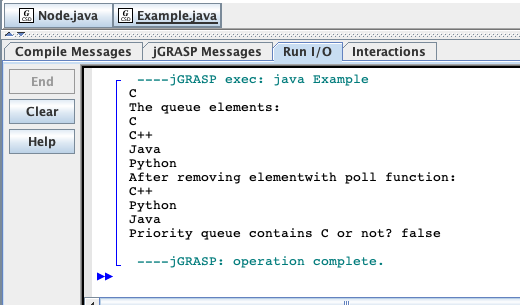 Node.java Example.java
Compile Messages jGRASP Messages Run I/O Interactions
End
Clear
Help
----jGRASP exec: java Example
C
The queue elements:
C
C++
Java
Python
After removing elementwith poll function:
C++
Python
Java
Priority queue contains C or not? false
----jGRASP: operation complete.